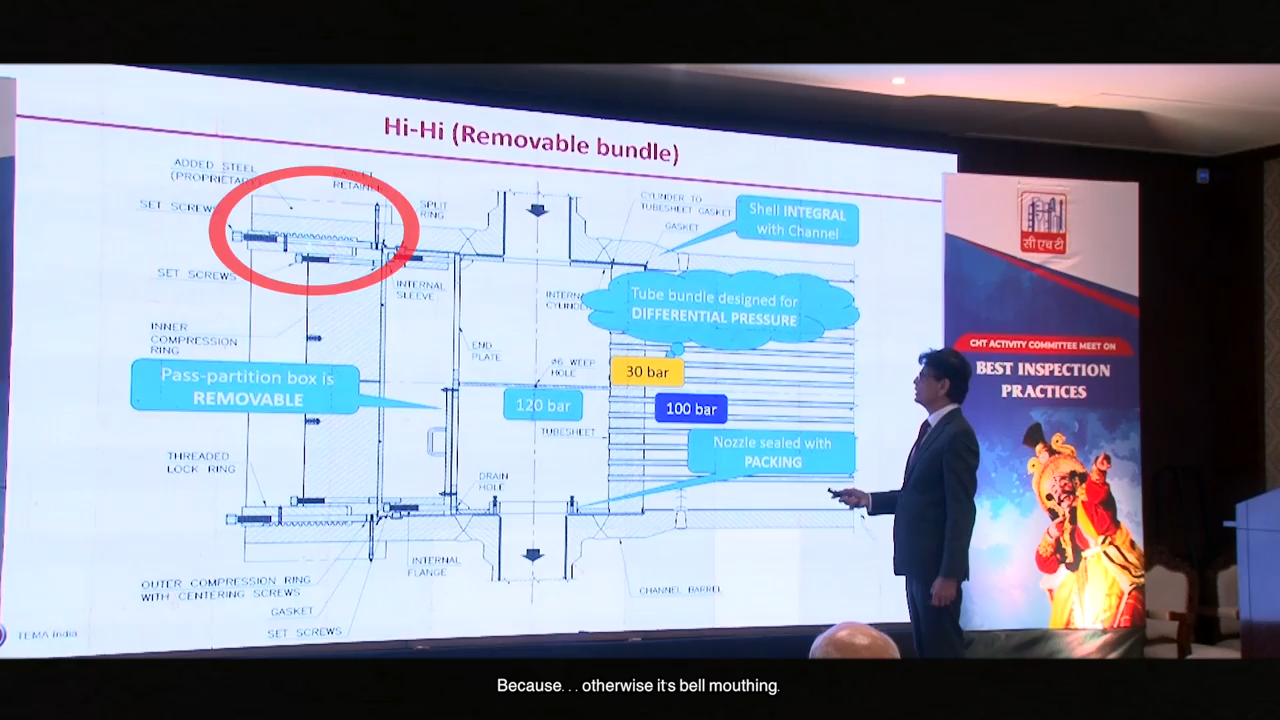 Hi-Hi (Removable bundle)
ADDED STEEL
(PROPRIETARY)
GASKET
RETAINER
SET SCREWS
SPLIT
RING
CYLINDER TO
TUBESHEET GASKET
GASKET
Shell INTEGRAL
with Channel
SET SCREWS
INTERNAL
SLEEVE
INTERNAL
CYLINDER
Tube bundle designed for
DIFFERENTIAL PRESSURE
INNER
COMPRESSION
RING
END
PLATE
Ø6 WEEP
HOLE
30 bar
Pass-partition box is
REMOVABLE
120 bar
100 bar
TUBESHEET
Nozzle sealed with
PACKING
THREADED
LOCK RING
DRAIN
HOLE
INTERNAL
FLANGE
OUTER COMPRESSION RING
WITH CENTERING SCREWS
CHANNEL BARREL
GASKET
SET SCREWS
TEMA India
सी एच टी
CHT ACTIVITY COMMITTEE MEET ON
BEST INSPECTION
PRACTICES
Because... otherwise it's bell mouthing.